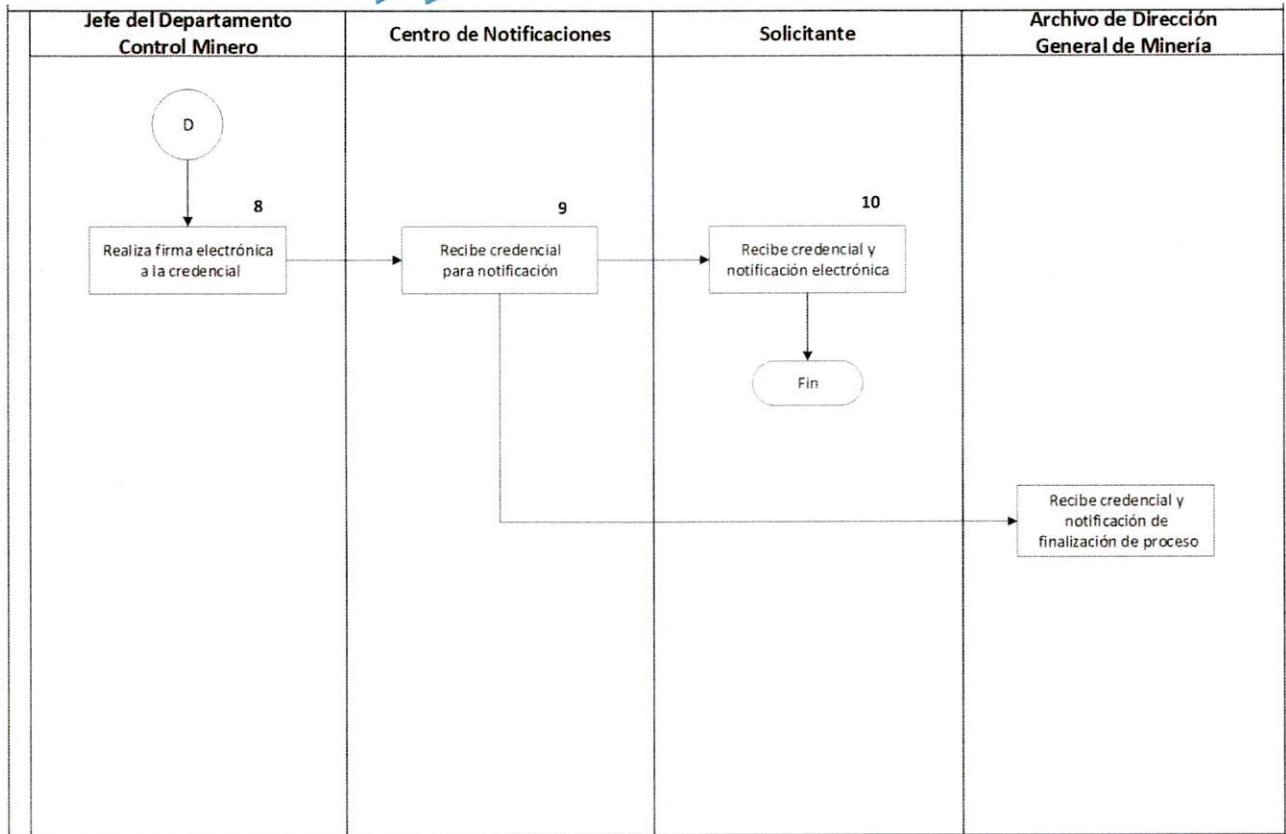 Jefe del Departamento
Control Minero
Centro de Notificaciones
Solicitante
Archivo de Dirección
General de Minería
D
8
Realiza firma electrónica
a la credencial
9
Recibe credencial
para notificación
10
Recibe credencial y
notificación electrónica
Fin
Recibe credencial y
notificación de
finalización de proceso